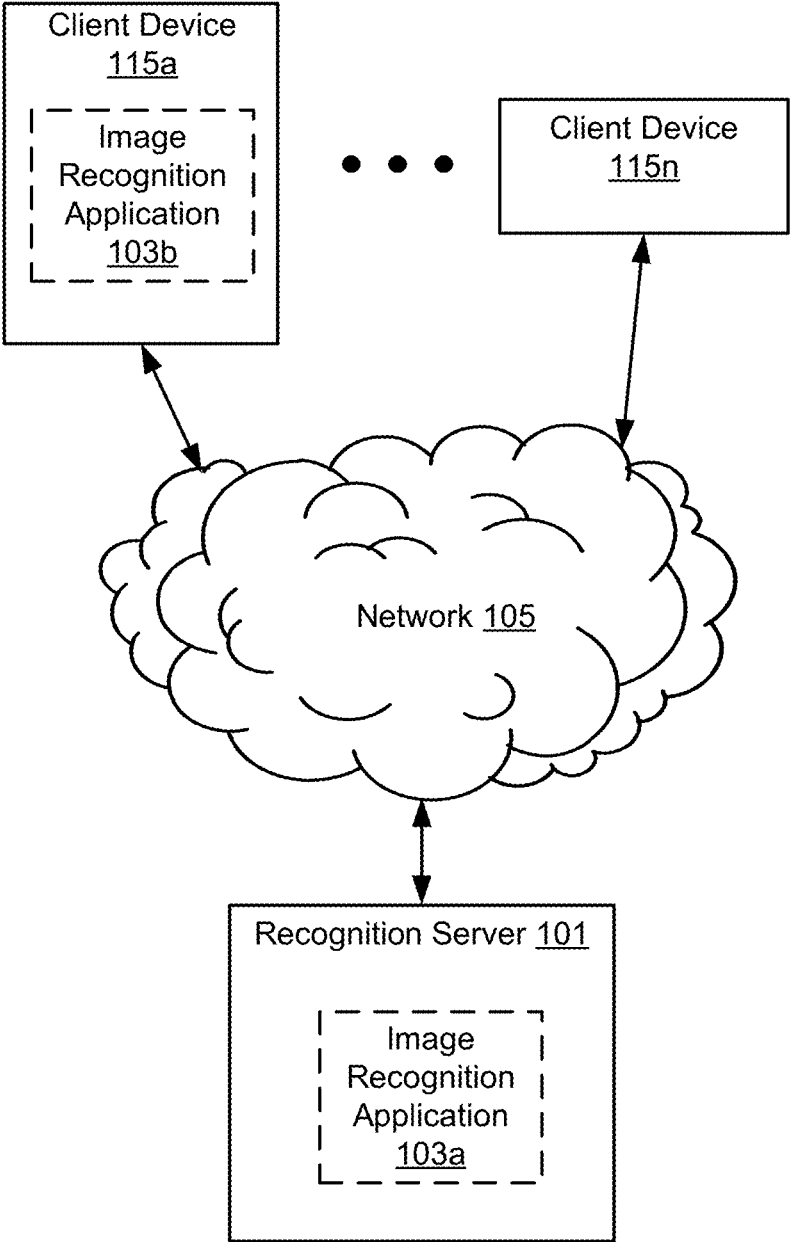 Client Device
115a
Image
Recognition
Application
103b
Client Device
115n
Network 105
Recognition Server 101
Image
Recognition
Application
103a